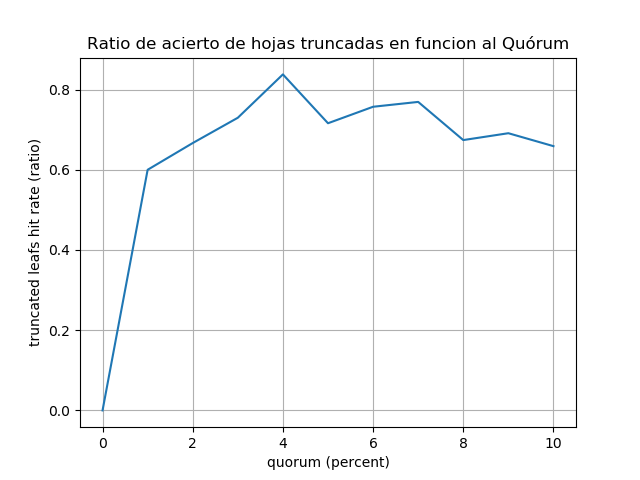 Ratio de acierto de hojas truncadas en funcion al Quórum
truncated leafs hit rate (ratio)
0.8
0.6
0.4
0.2
0.0
0 2 4 6 8 10
quorum (percent)